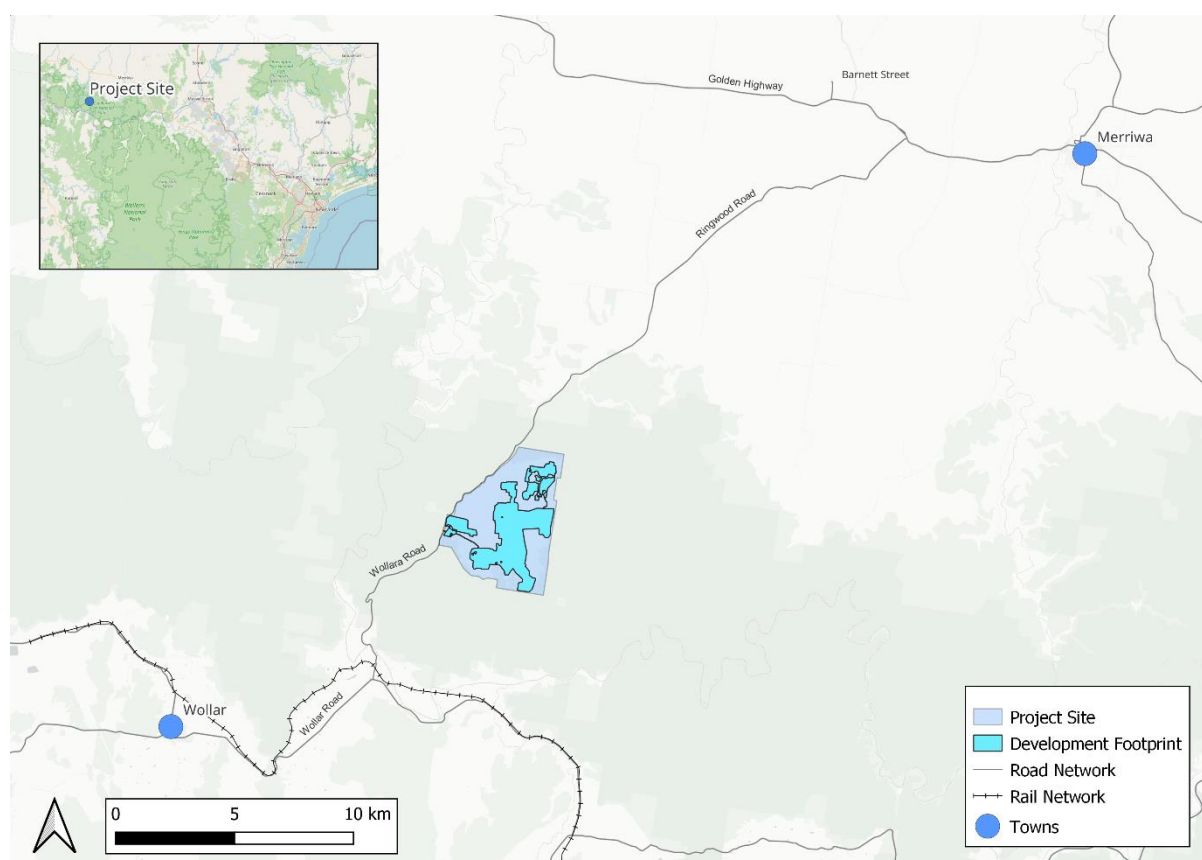 Project Site
Golden Highway
Barnett Street
Merriwa
Ringwood Road
Wollara Road
Wollar
Wollar Road
0 5 10 km
Project Site
Development Footprint
Road Network
Rail Network
Towns